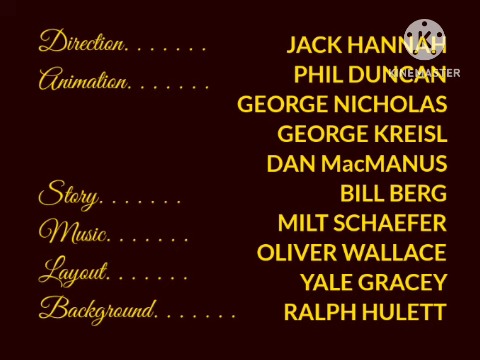 Direction....... JACK HANNAH
Animation....... PHIL DUNCAN
GEORGE NICHOLAS
GEORGE KREISL
DAN MacMANUS
Story....... BILL BERG
MILT SCHAEFER
Music....... OLIVER WALLACE
Layout....... YALE GRACEY
Background....... RALPH HULETT
KINEMASTER